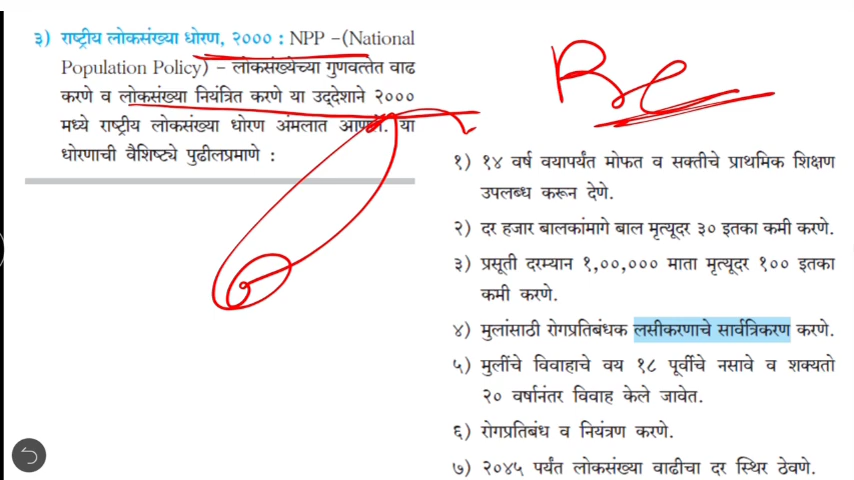 ३) राष्ट्रीय लोकसंख्या धोरण, २००० : NPP -(National
Population Policy) - लोकसंख्येच्या गुणवत्तेत वाढ
करणे व लोकसंख्या नियंत्रित करणे या उद्देशाने २०००
मध्ये राष्ट्रीय लोकसंख्या धोरण अंमलात आणले. या
धोरणाची वैशिष्ट्ये पुढीलप्रमाणे :
१) १४ वर्ष वयापर्यंत मोफत व सक्तीचे प्राथमिक शिक्षण
उपलब्ध करून देणे.
२) दर हजार बालकांमागे बाल मृत्यूदर ३० इतका कमी करणे.
३) प्रसूती दरम्यान १,००,००० माता मृत्यूदर १०० इतका
कमी करणे.
४) मुलांसाठी रोगप्रतिबंधक लसीकरणाचे सार्वत्रिकरण करणे.
५) मुलींचे विवाहाचे वय १८ पूर्वीचे नसावे व शक्यतो
२० वर्षानंतर विवाह केले जावेत.
६) रोगप्रतिबंध व नियंत्रण करणे.
७) २०४५ पर्यंत लोकसंख्या वाढीचा दर स्थिर ठेवणे.